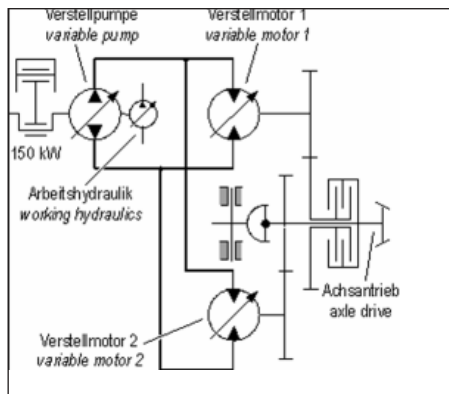 Verstellpumpe
variable pump
Verstellmotor 1
variable motor 1
150 kW
Arbeitshydraulik
working hydraulics
Achsantrieb
axle drive
Verstellmotor 2
variable motor 2